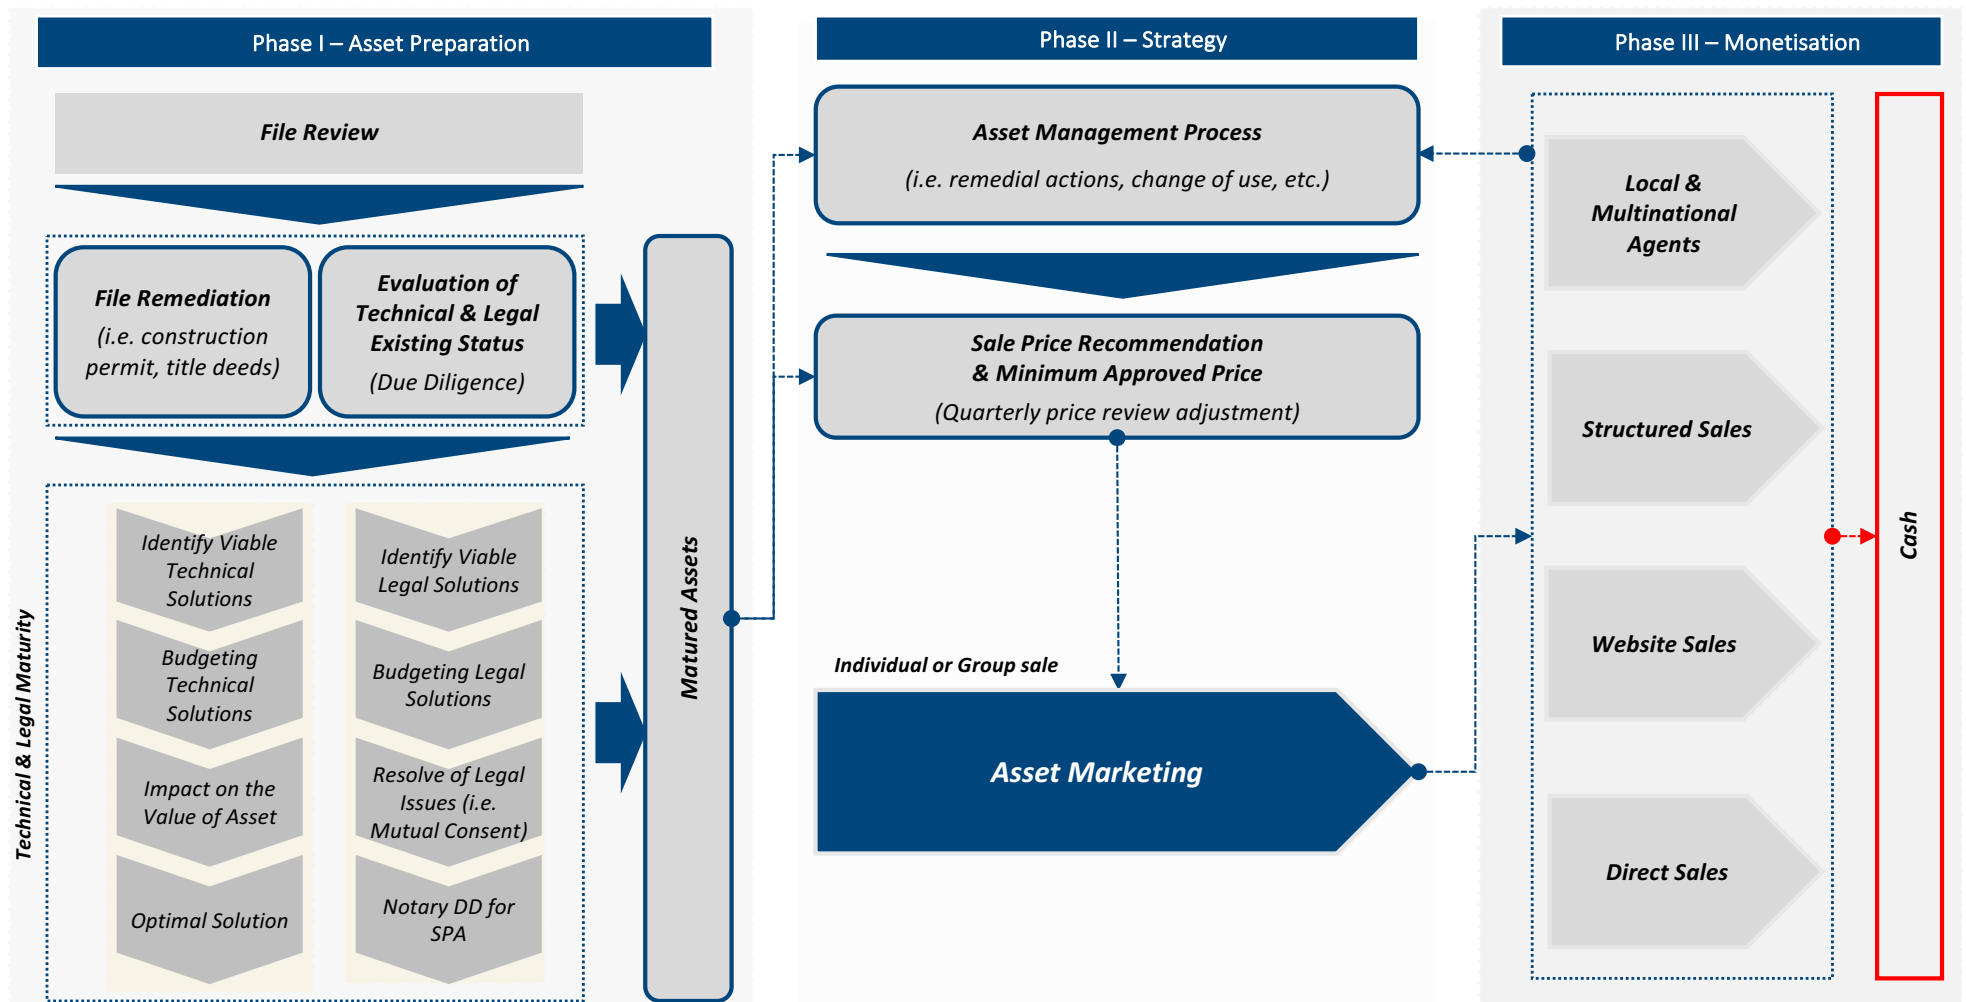 Phase I – Asset Preparation
File Review
File Remediation
(i.e. construction
permit, title deeds)
Evaluation of
Technical & Legal
Existing Status
(Due Diligence)
Technical & Legal Maturity
Identify Viable
Technical
Solutions
Budgeting
Technical
Solutions
Impact on the
Value of Asset
Optimal Solution
Identify Viable
Legal Solutions
Budgeting Legal
Solutions
Resolve of Legal
Issues (i.e.
Mutual Consent)
Notary DD for
SPA
Matured Assets
Phase II – Strategy
Asset Management Process
(i.e. remedial actions, change of use, etc.)
Sale Price Recommendation
& Minimum Approved Price
(Quarterly price review adjustment)
Individual or Group sale
Asset Marketing
Phase III – Monetisation
Local &
Multinational
Agents
Structured Sales
Website Sales
Direct Sales
Cash